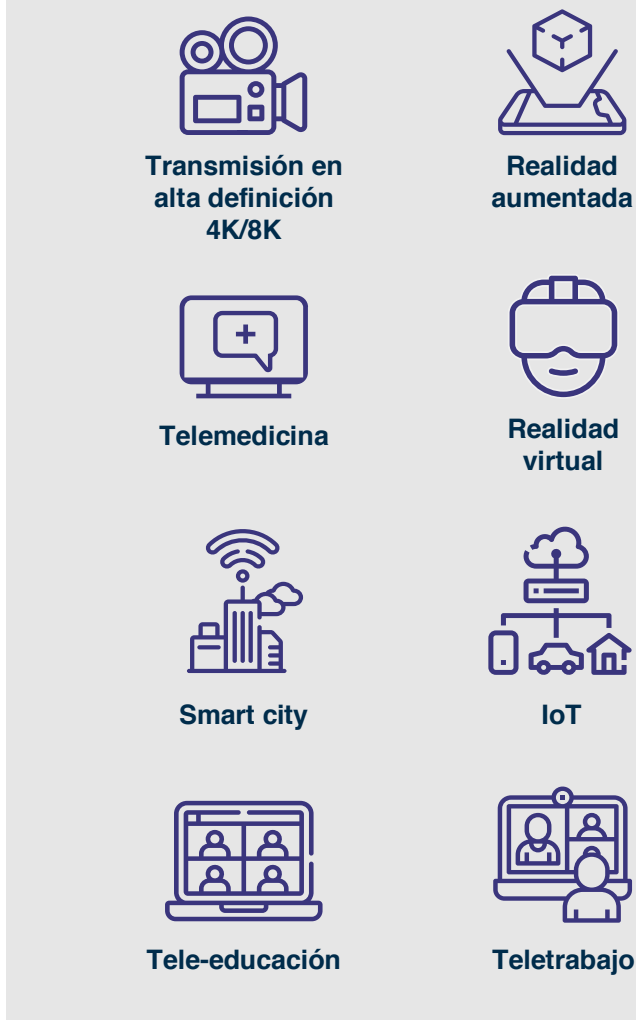 Transmisión en
alta definición
4K/8K
Realidad
aumentada
Telemedicina
Realidad
virtual
Smart city
IoT
Tele-educación
Teletrabajo